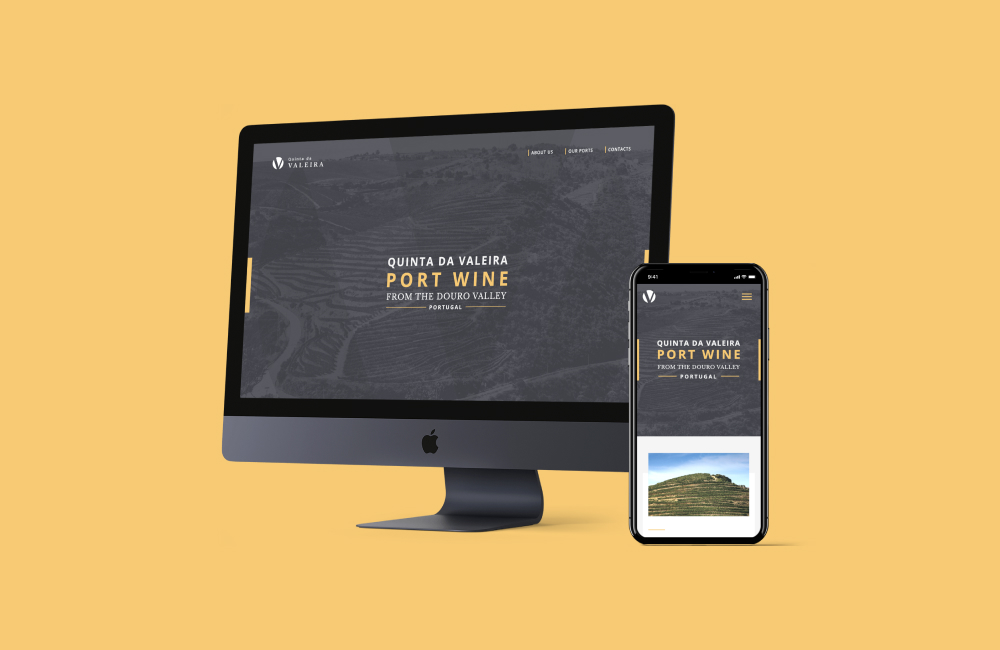 Quinta da
VALEIRA
ABOUT US
OUR PORTS
CONTACTS
QUINTA DA VALEIRA
PORT WINE
FROM THE DOURO VALLEY
PORTUGAL
9:41
QUINTA DA VALEIRA
PORT WINE
FROM THE DOURO VALLEY
PORTUGAL